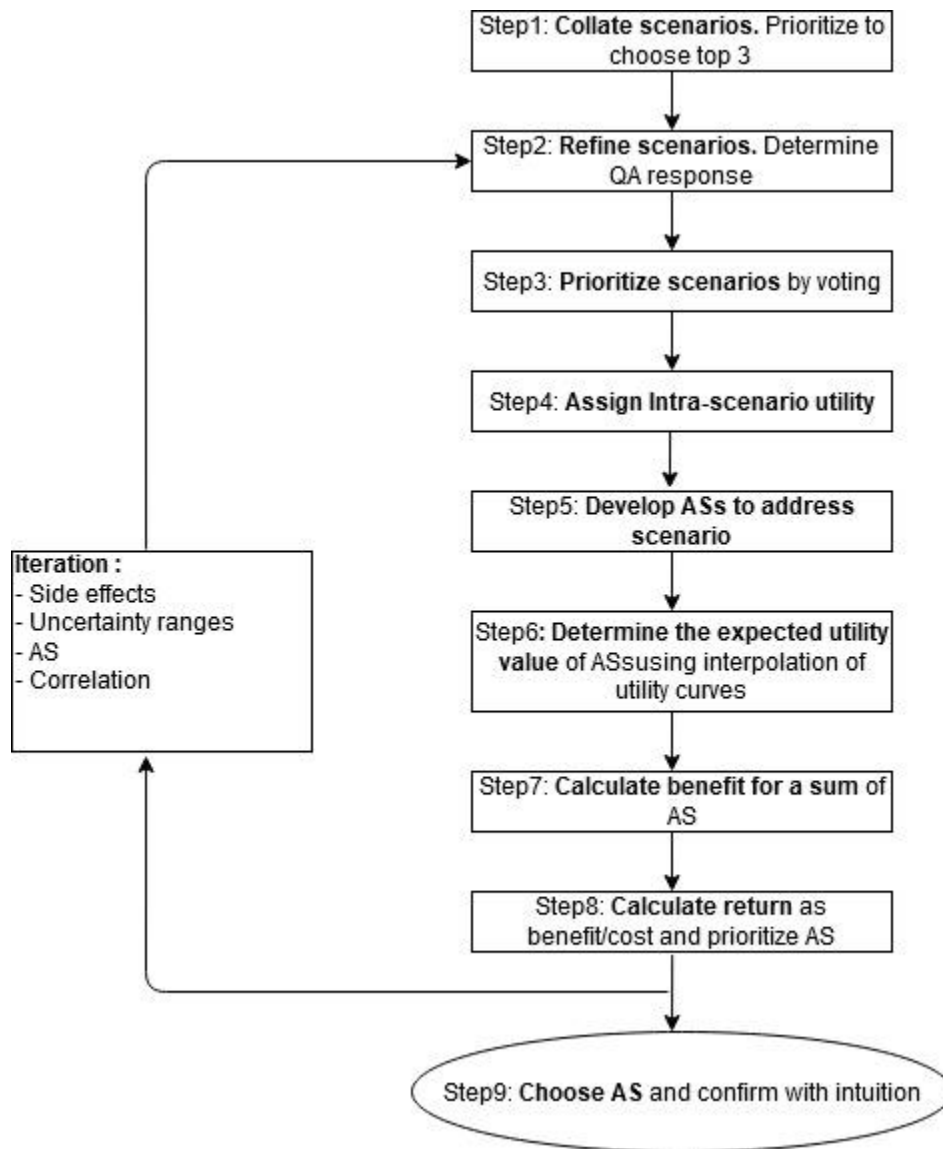 Step1: Collate scenarios. Prioritize to
choose top 3
Step2: Refine scenarios. Determine
QA response
Step3: Prioritize scenarios by voting
Step4: Assign Intra-scenario utility
Step5: Develop ASs to address
scenario
Iteration :
- Side effects
- Uncertainty ranges
- AS
- Correlation
Step6: Determine the expected utility
value of ASsusing interpolation of
utility curves
Step7: Calculate benefit for a sum of
AS
Step8: Calculate return as
benefit/cost and prioritize AS
Step9: Choose AS and confirm with intuition